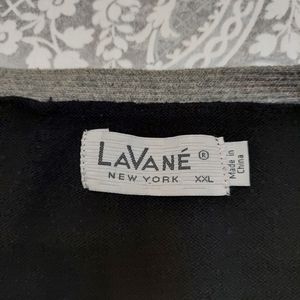 LAVANÉ ®
NEW YORK XXL
Made in
China